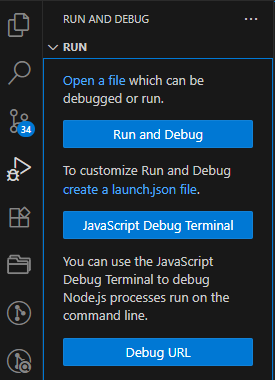 RUN AND DEBUG
RUN
Open a file which can be
debugged or run.
Run and Debug
To customize Run and Debug
create a launch.json file.
JavaScript Debug Terminal
You can use the JavaScript
Debug Terminal to debug
Node.js processes run on the
command line.
Debug URL
34